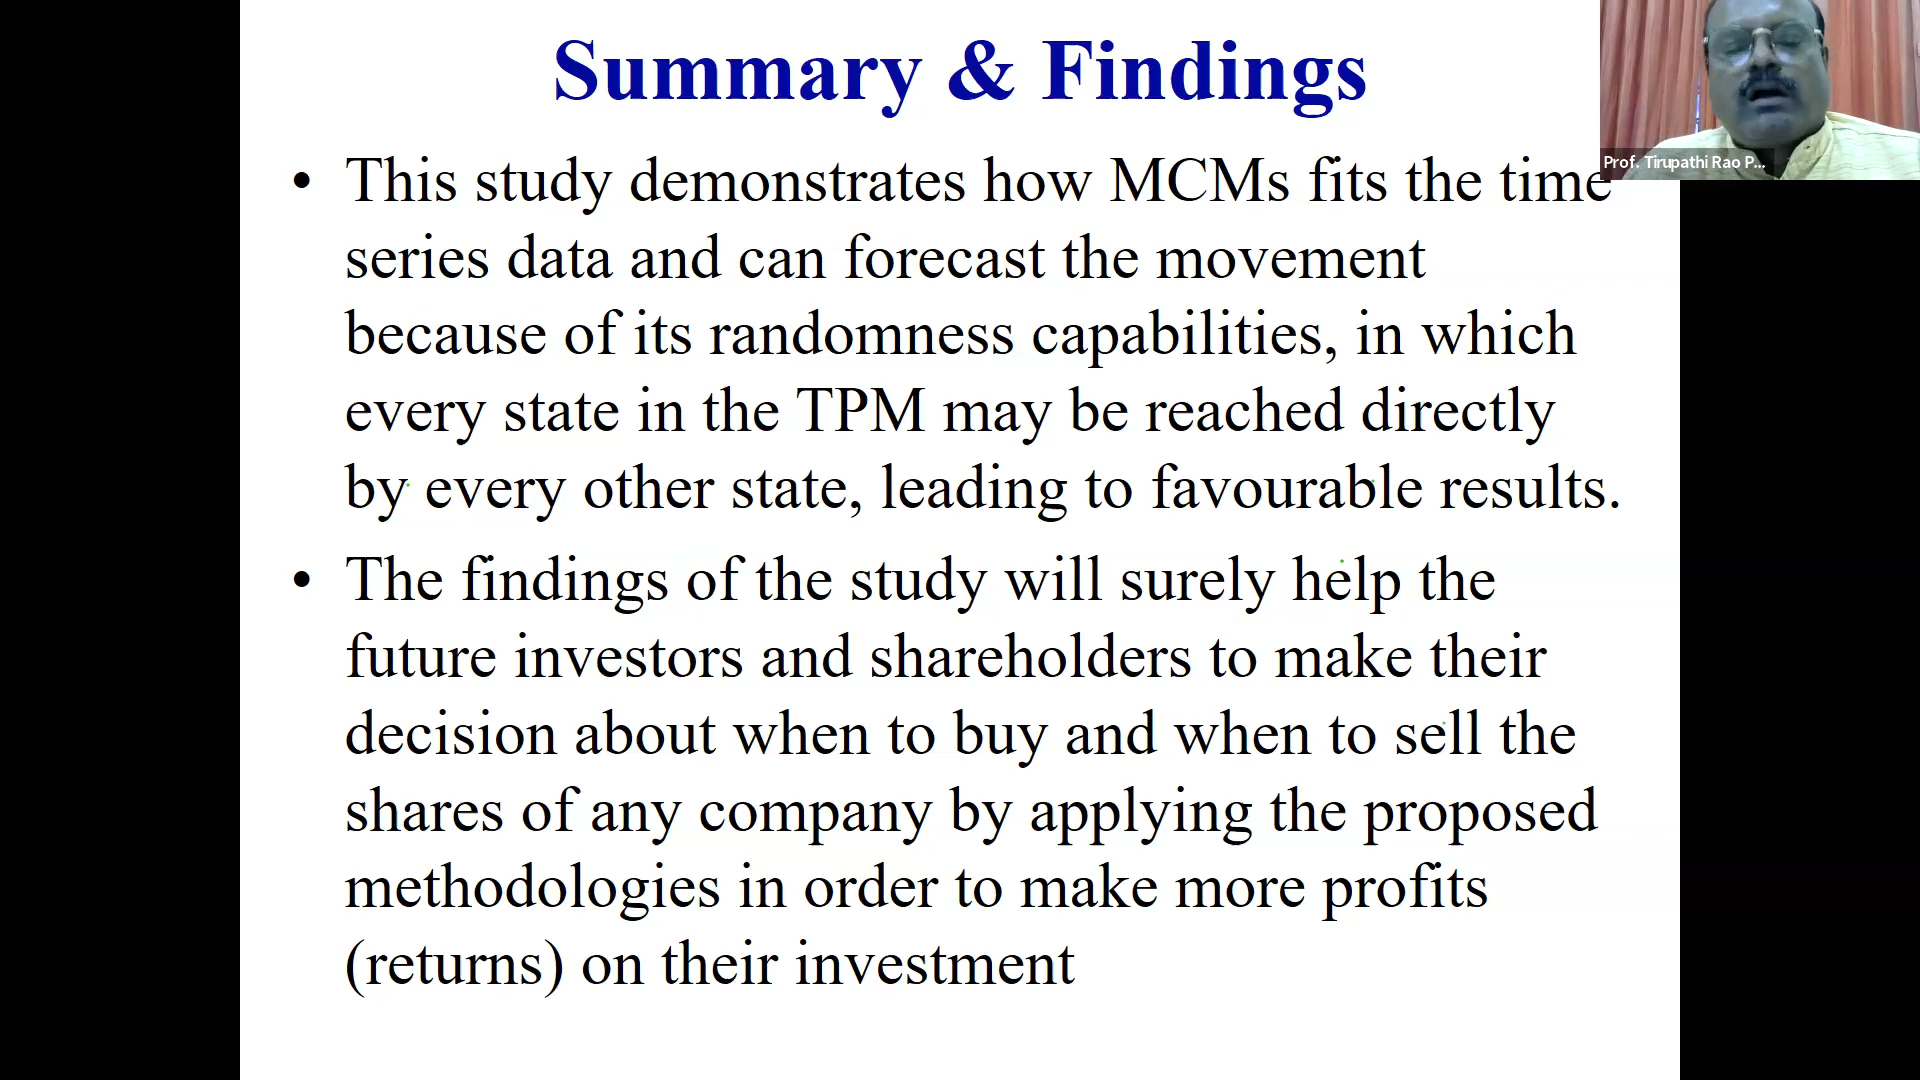 Summary & Findings
Prof. Tirupathi Rao P...
• This study demonstrates how MCMs fits the time
series data and can forecast the movement
because of its randomness capabilities, in which
every state in the TPM may be reached directly
by every other state, leading to favourable results.
• The findings of the study will surely help the
future investors and shareholders to make their
decision about when to buy and when to sell the
shares of any company by applying the proposed
methodologies in order to make more profits
(returns) on their investment